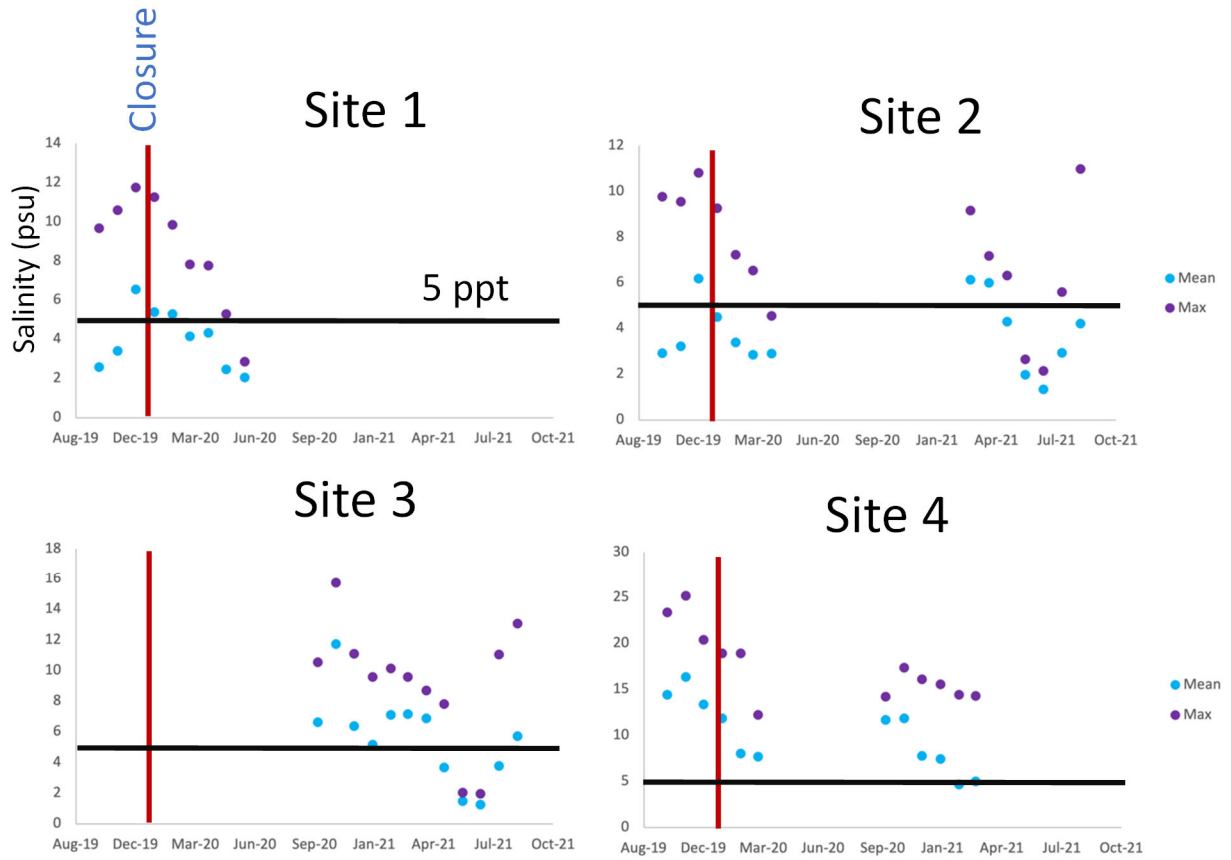 Closure
Site 1
Site 2
Salinity (psu)
14
12
10
8
6
4
2
0
5 ppt
Aug-19 Dec-19 Mar-20 Jun-20 Sep-20 Jan-21 Apr-21 Jul-21 Oct-21
12
10
8
6
4
2
0
Aug-19 Dec-19 Mar-20 Jun-20 Sep-20 Jan-21 Apr-21 Jul-21 Oct-21
Mean
Max
Site 3
Site 4
18
16
14
12
10
8
6
4
2
0
Aug-19 Dec-19 Mar-20 Jun-20 Sep-20 Jan-21 Apr-21 Jul-21 Oct-21
30
25
20
15
10
5
0
Aug-19 Dec-19 Mar-20 Jun-20 Sep-20 Jan-21 Apr-21 Jul-21 Oct-21
Mean
Max